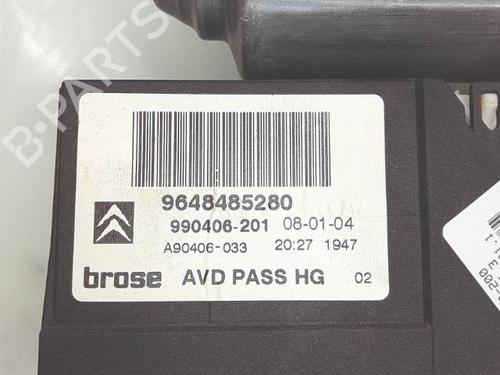 B-PARTS
9648485280
990406-201 08-01-04
A90406-033 20:27 1947
brose AVD PASS HG 02